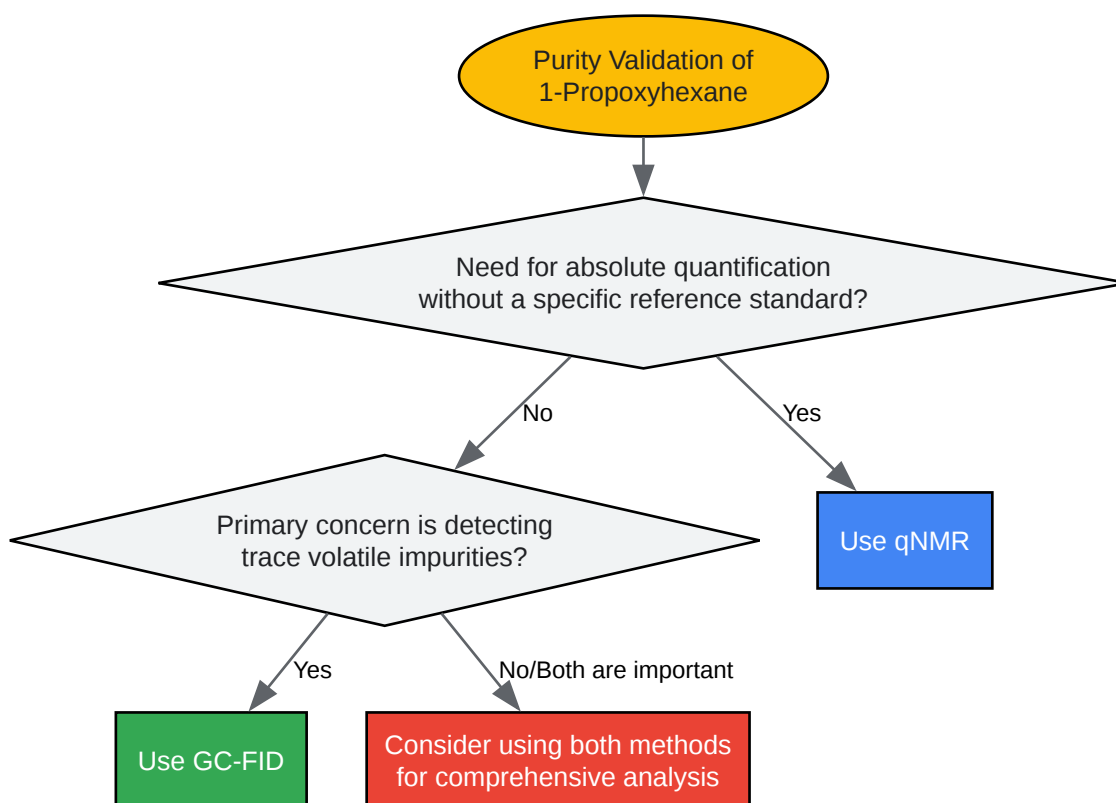 Purity Validation of
1-Propoxyhexane
Need for absolute quantification
without a specific reference standard?
No
Yes
Primary concern is detecting
trace volatile impurities?
Use qNMR
Yes
No/Both are important
Use GC-FID
Consider using both methods
for comprehensive analysis